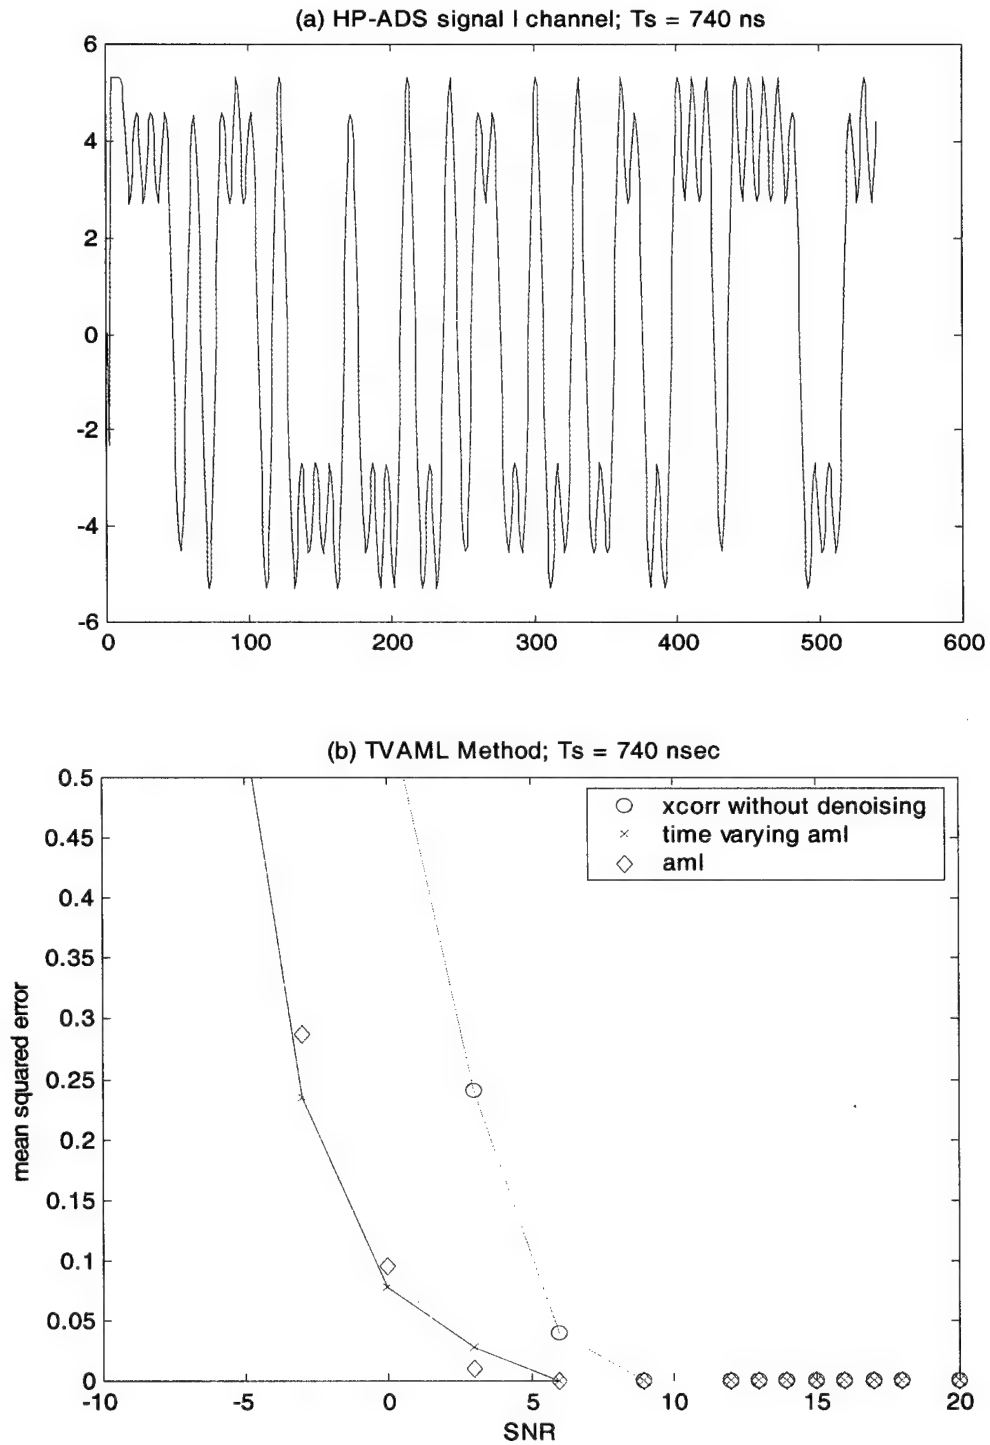 (a) HP-ADS signal I channel; Ts = 740 ns
6
4
2
0
-2
-4
-6
0 100 200 300 400 500 600
(b) TVAML Method; Ts = 740 nsec
0.5
0.45
0.4
0.35
0.3
0.25
0.2
0.15
0.1
0.05
0
mean squared error
xcorr without denoising
time varying aml
aml
-10 -5 0 5 10 15 20
SNR